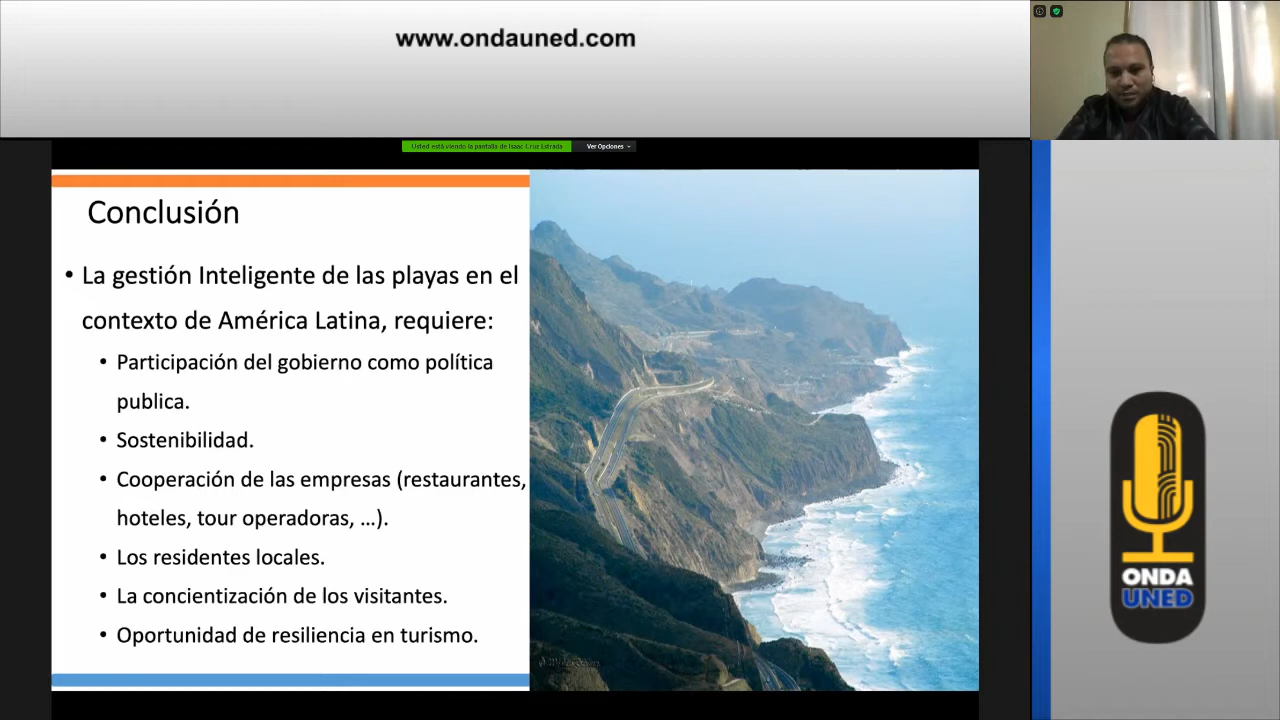 www.ondauned.com
Usted está viendo la pantalla de Isaac Cruz Estrada
Ver Opciones
Conclusión
• La gestión Inteligente de las playas en el
contexto de América Latina, requiere:
• Participación del gobierno como política
publica.
• Sostenibilidad.
• Cooperación de las empresas (restaurantes,
hoteles, tour operadoras, …).
• Los residentes locales.
• La concientización de los visitantes.
• Oportunidad de resiliencia en turismo.
ONDA
UNED